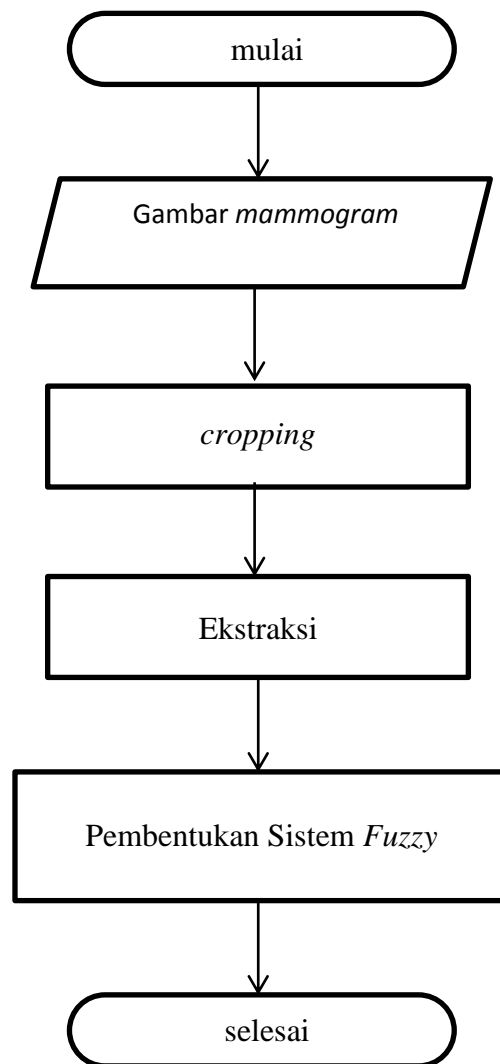 mulai
Gambar mammogram
cropping
Ekstraksi
Pembentukan Sistem Fuzzy
selesai